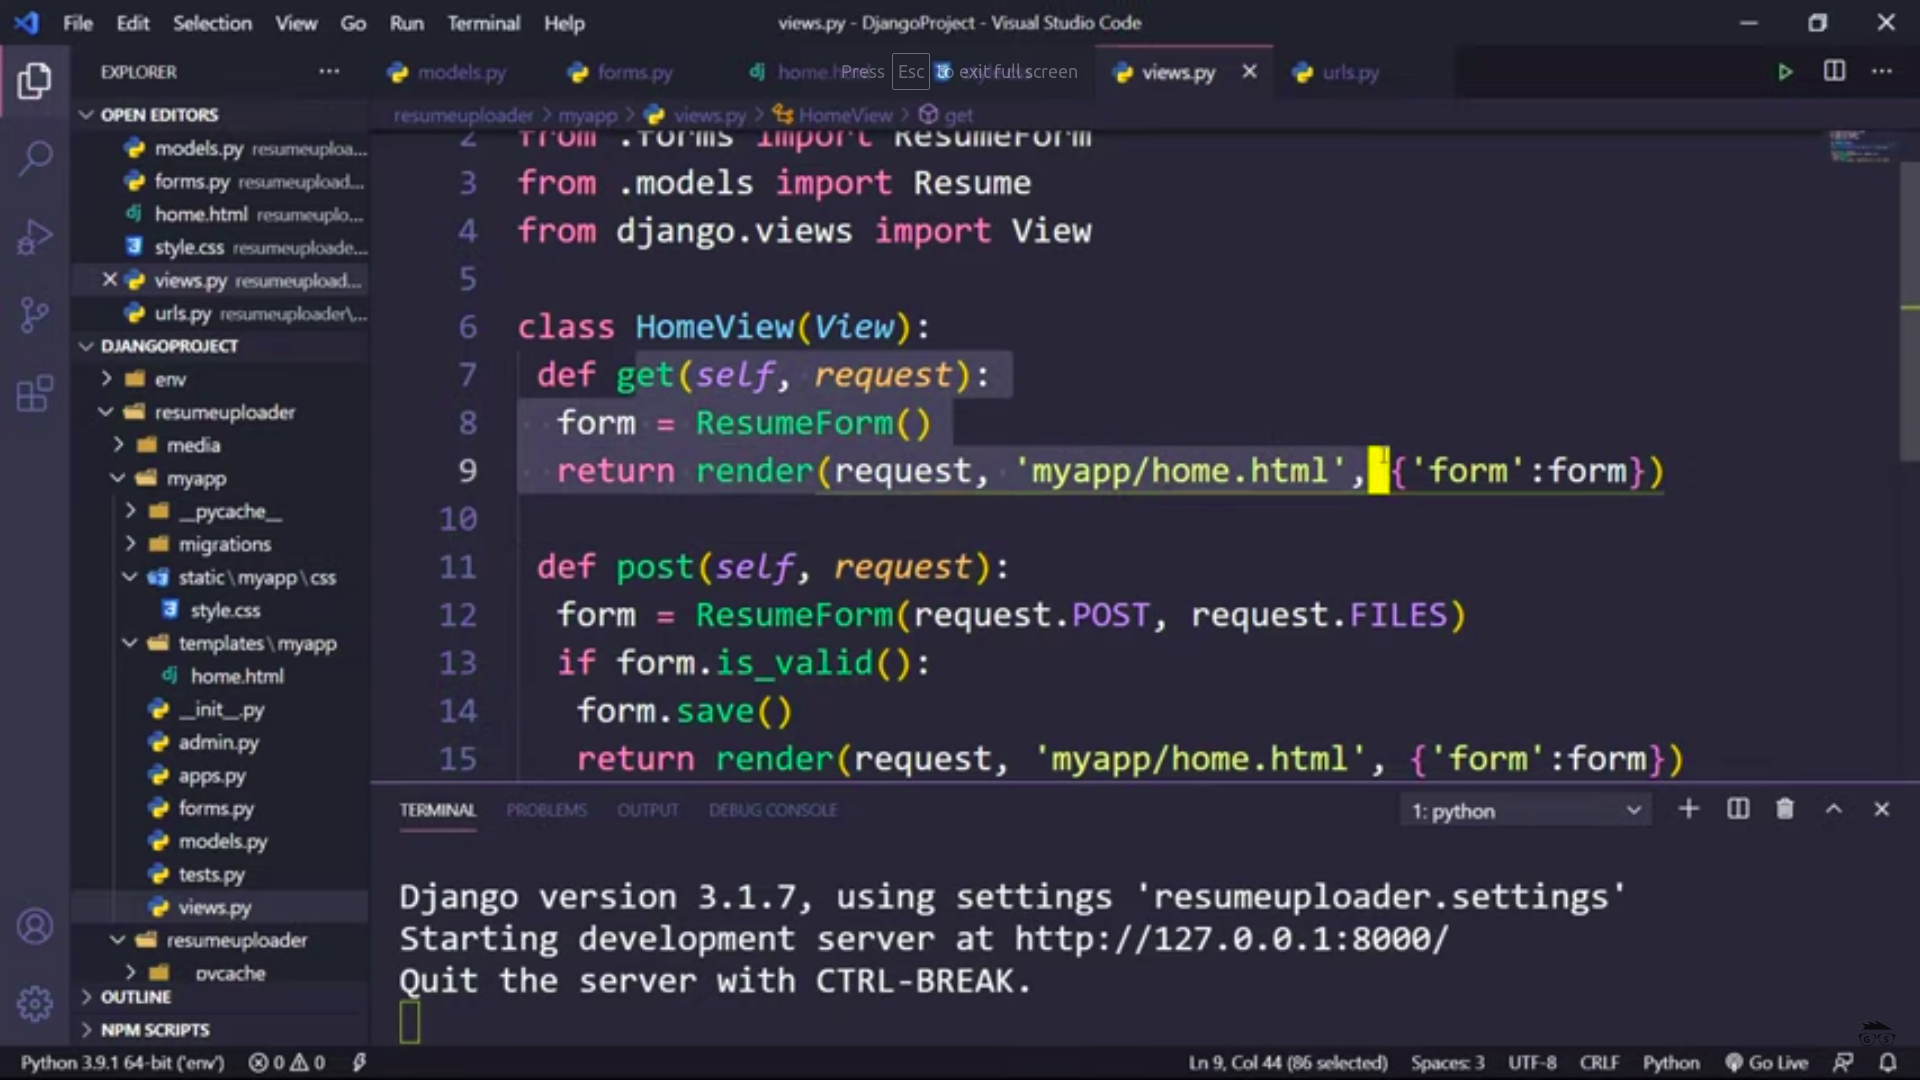 File Edit Selection View Go Run Terminal Help
views.py - DjangoProject - Visual Studio Code
EXPLORER
models.py forms.py dj home.h views.py urls.py
Press Esc to exit full screen
resumeuploader > myapp > views.py > HomeView > get
OPEN EDITORS
models.py resumeuploa...
forms.py resumeupload...
dj home.html resumeuplo...
style.css resumeuploade...
views.py resumeupload...
urls.py resumeuploader\...
DJANGOPROJECT
env
resumeuploader
media
myapp
__pycache__
migrations
static\myapp\css
style.css
templates\myapp
dj home.html
__init__.py
admin.py
apps.py
forms.py
models.py
tests.py
views.py
resumeuploader
pycache
OUTLINE
NPM SCRIPTS
2 from .forms import ResumeForm
3 from .models import Resume
4 from django.views import View
5
6 class HomeView(View):
7 def get(self, request):
8 form = ResumeForm()
9 return render(request, 'myapp/home.html', {'form':form})
10
11 def post(self, request):
12 form = ResumeForm(request.POST, request.FILES)
13 if form.is_valid():
14 form.save()
15 return render(request, 'myapp/home.html', {'form':form})
TERMINAL PROBLEMS OUTPUT DEBUG CONSOLE
1: python
Django version 3.1.7, using settings 'resumeuploader.settings'
Starting development server at http://127.0.0.1:8000/
Quit the server with CTRL-BREAK.
Python 3.9.1 64-bit ('env') 0 0
Ln 9, Col 44 (86 selected) Spaces: 3 UTF-8 CRLF Python Go Live